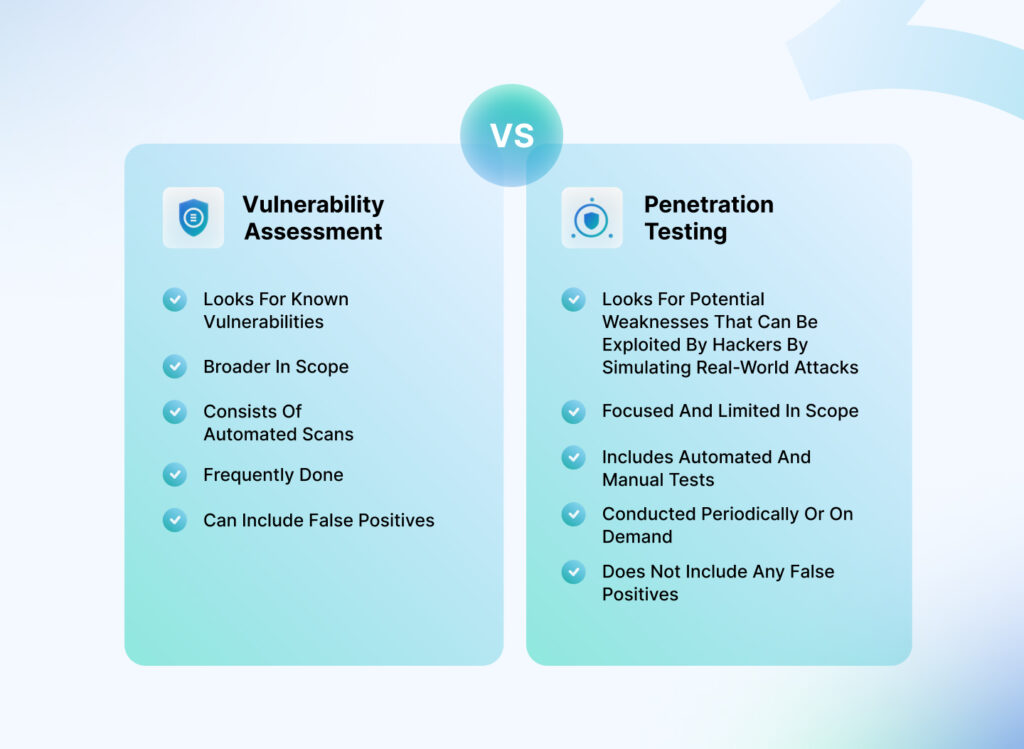 VS
Vulnerability
Assessment
Looks For Known
Vulnerabilities
Broader In Scope
Consists Of
Automated Scans
Frequently Done
Can Include False Positives
Penetration
Testing
Looks For Potential
Weaknesses That Can Be
Exploited By Hackers By
Simulating Real-World Attacks
Focused And Limited In Scope
Includes Automated And
Manual Tests
Conducted Periodically Or On
Demand
Does Not Include Any False
Positives